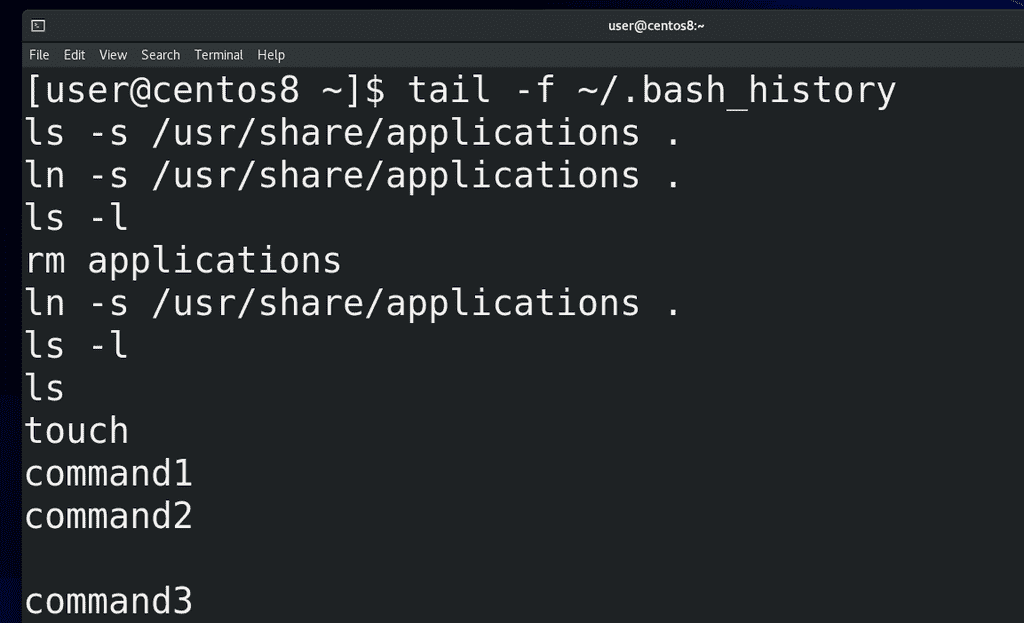 user@centos8:~
File Edit View Search Terminal Help
[user@centos8 ~]$ tail -f ~/.bash_history
ls -s /usr/share/applications .
ln -s /usr/share/applications .
ls -l
rm applications
ln -s /usr/share/applications .
ls -l
ls
touch
command1
command2

command3